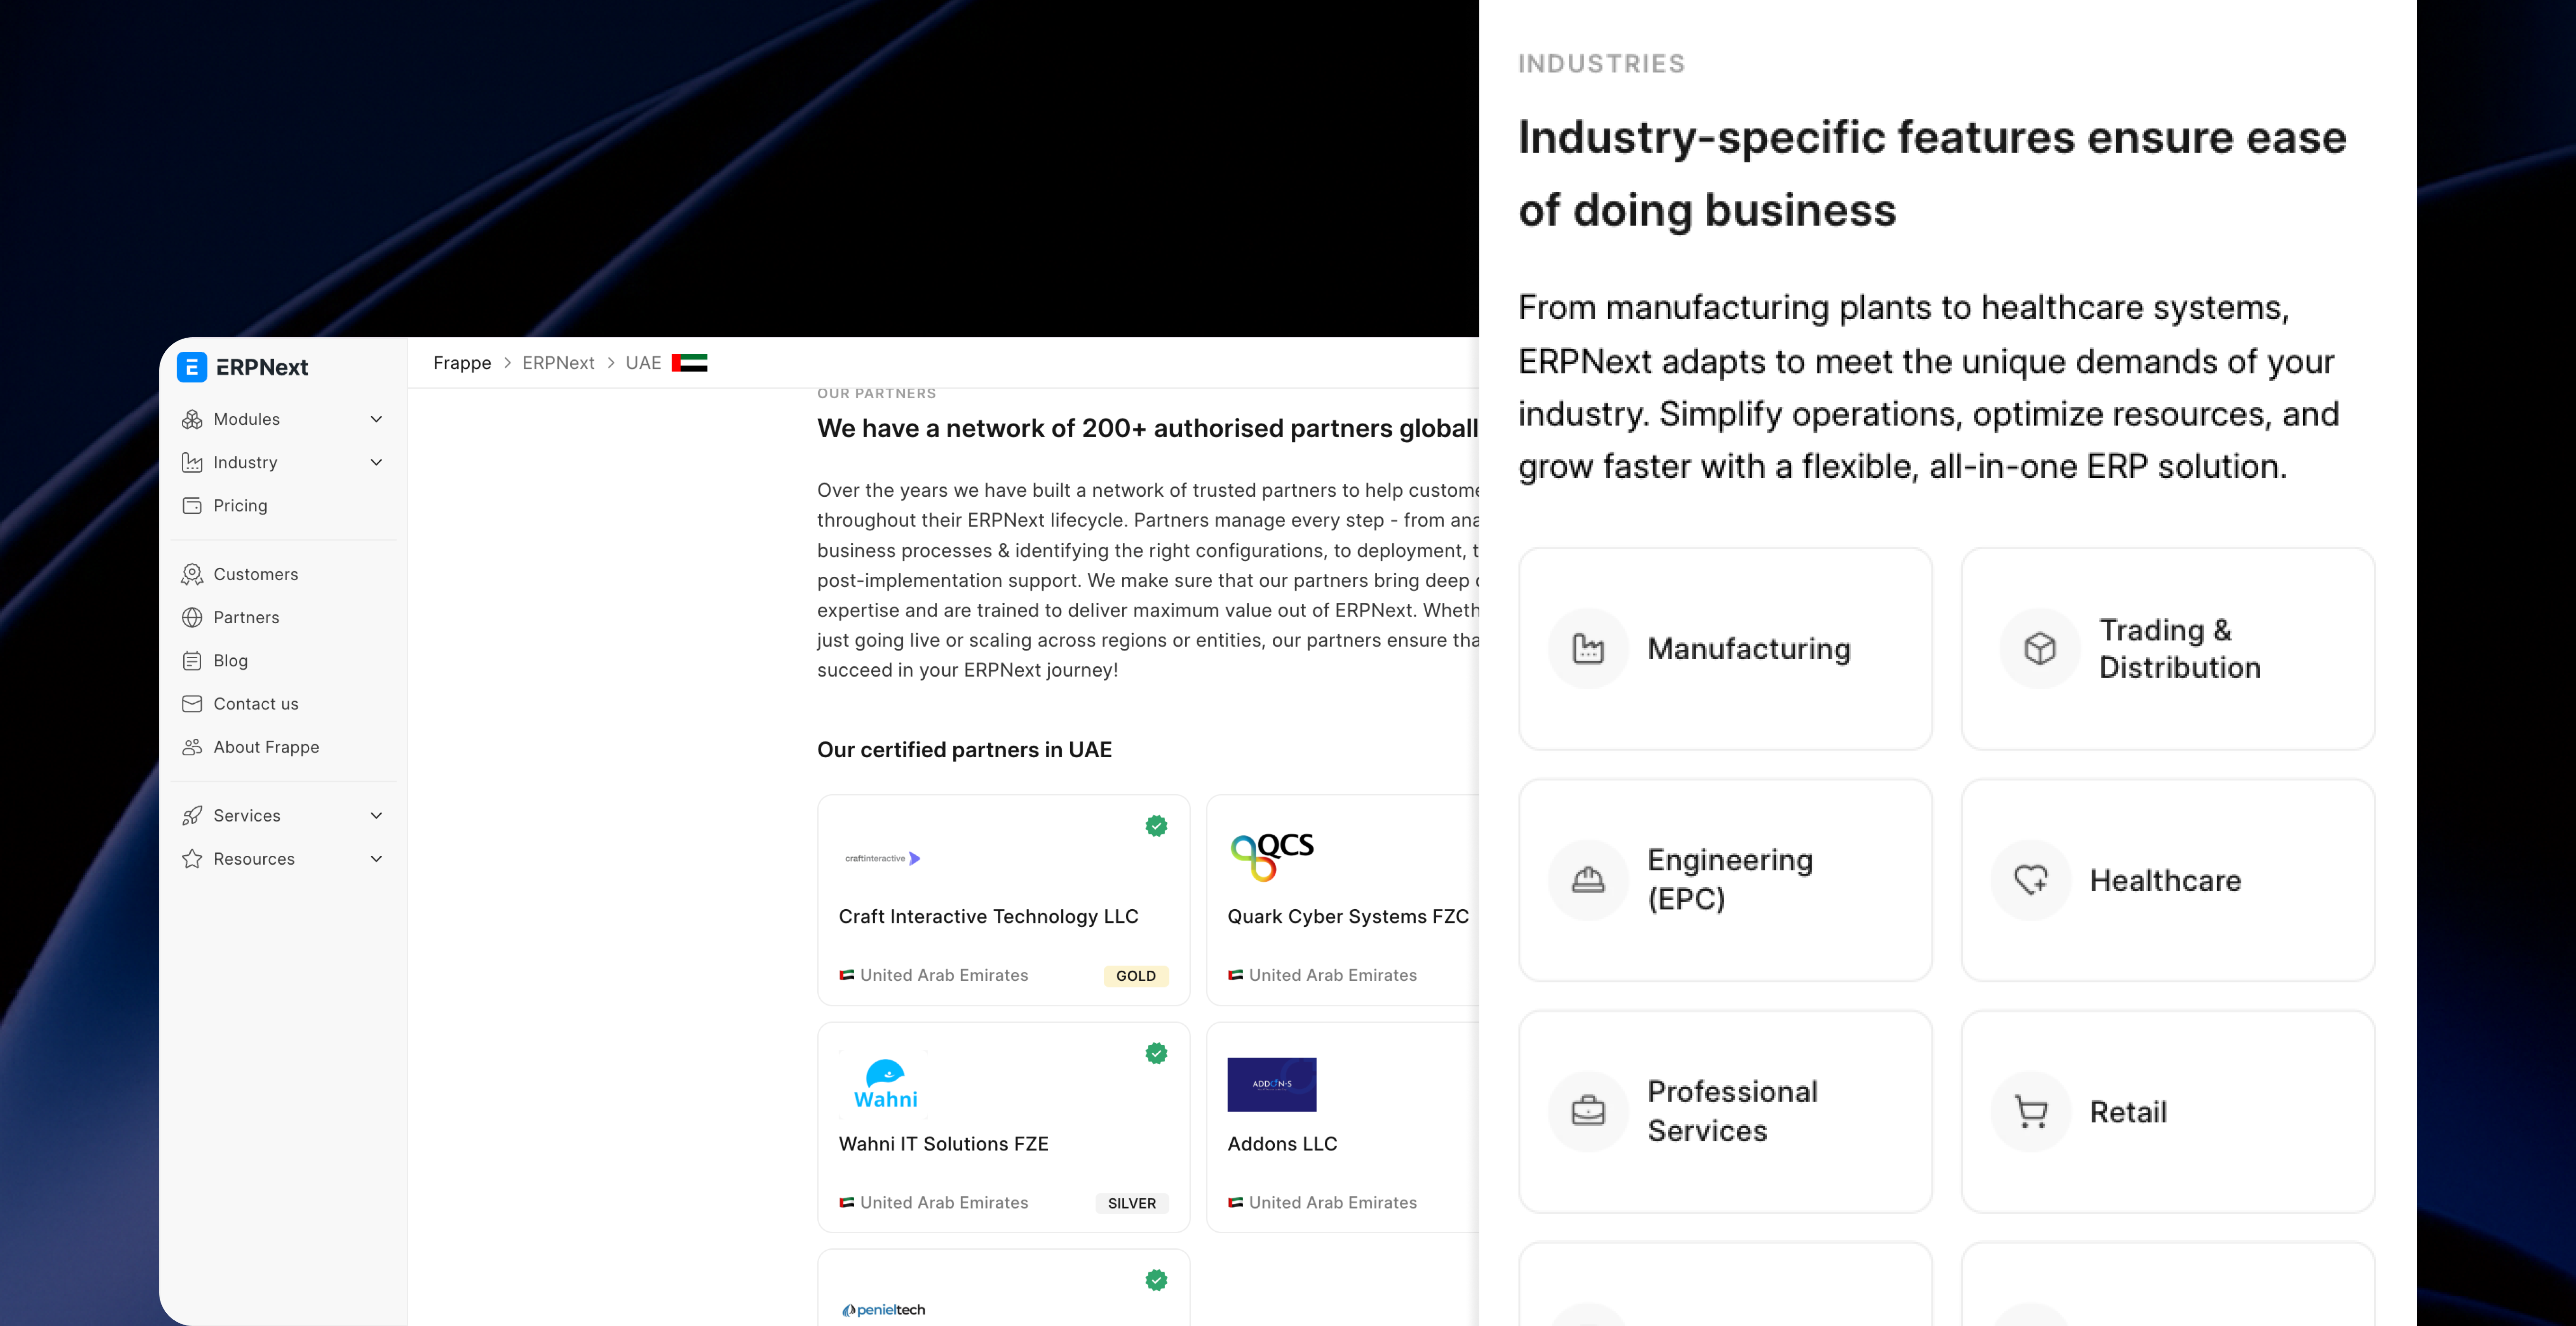 ERPNext
Modules
Industry
Pricing
Customers
Partners
Blog
Contact us
About Frappe
Services
Resources
Frappe > ERPNext > UAE
OUR PARTNERS
We have a network of 200+ authorised partners globall
Over the years we have built a network of trusted partners to help custome
throughout their ERPNext lifecycle. Partners manage every step - from ana
business processes & identifying the right configurations, to deployment, t
post-implementation support. We make sure that our partners bring deep
expertise and are trained to deliver maximum value out of ERPNext. Wheth
just going live or scaling across regions or entities, our partners ensure tha
succeed in your ERPNext journey!
Our certified partners in UAE
craftinteractive
Craft Interactive Technology LLC
United Arab Emirates
GOLD
QCS
Quark Cyber Systems FZC
United Arab Emirates
Wahni
Wahni IT Solutions FZE
United Arab Emirates
SILVER
ADDON-S
Addons LLC
United Arab Emirates
penieltech
INDUSTRIES
Industry-specific features ensure ease
of doing business
From manufacturing plants to healthcare systems,
ERPNext adapts to meet the unique demands of your
industry. Simplify operations, optimize resources, and
grow faster with a flexible, all-in-one ERP solution.
Manufacturing
Trading &
Distribution
Engineering
(EPC)
Healthcare
Professional
Services
Retail